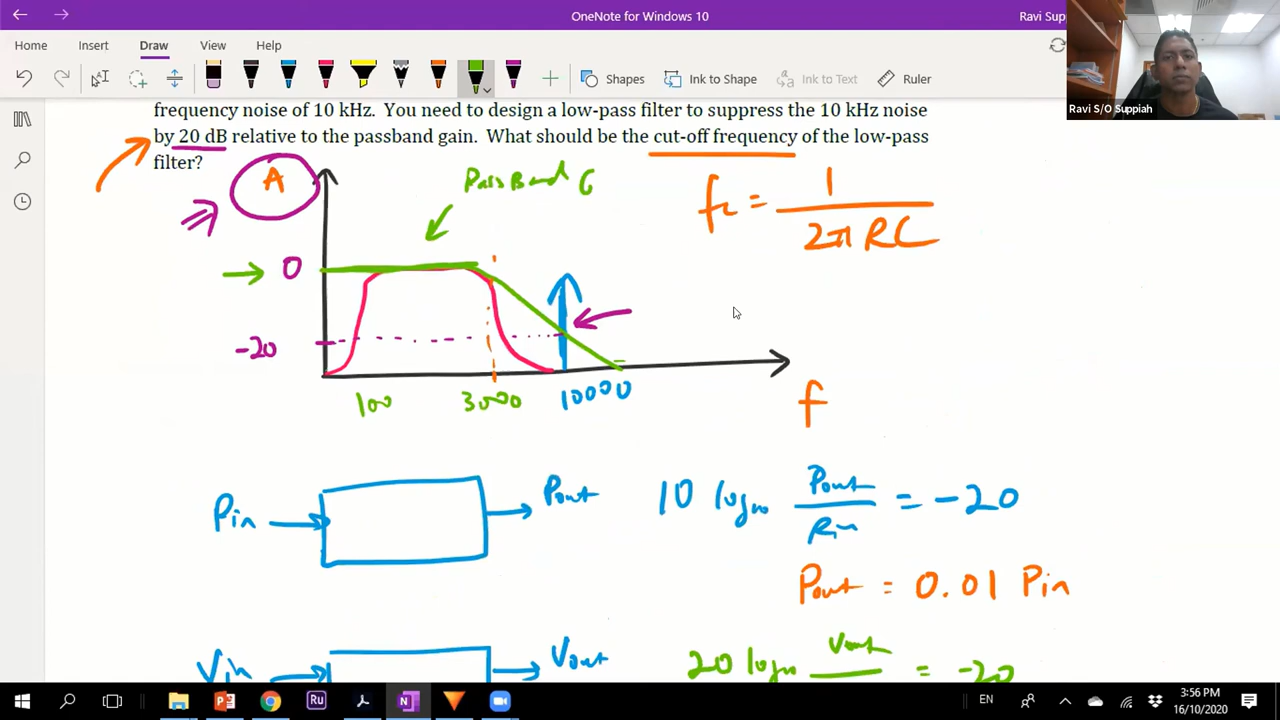 OneNote for Windows 10
Ravi Supp
Home Insert Draw View Help
Shapes Ink to Shape Ink to Text Ruler
Ravi S/O Suppiah
frequency noise of 10 kHz. You need to design a low-pass filter to suppress the 10 kHz noise
by 20 dB relative to the passband gain. What should be the cut-off frequency of the low-pass
filter?
A
PassBand G
fc = 1 / 2π RC
0
-20
100 3000 10000
f
Pin Pout
10 log10 Pout / Pin = -20
Pout = 0.01 Pin
Vin Vout
20 log10 Vout = -20
Ru P N
EN
3:56 PM
16/10/2020